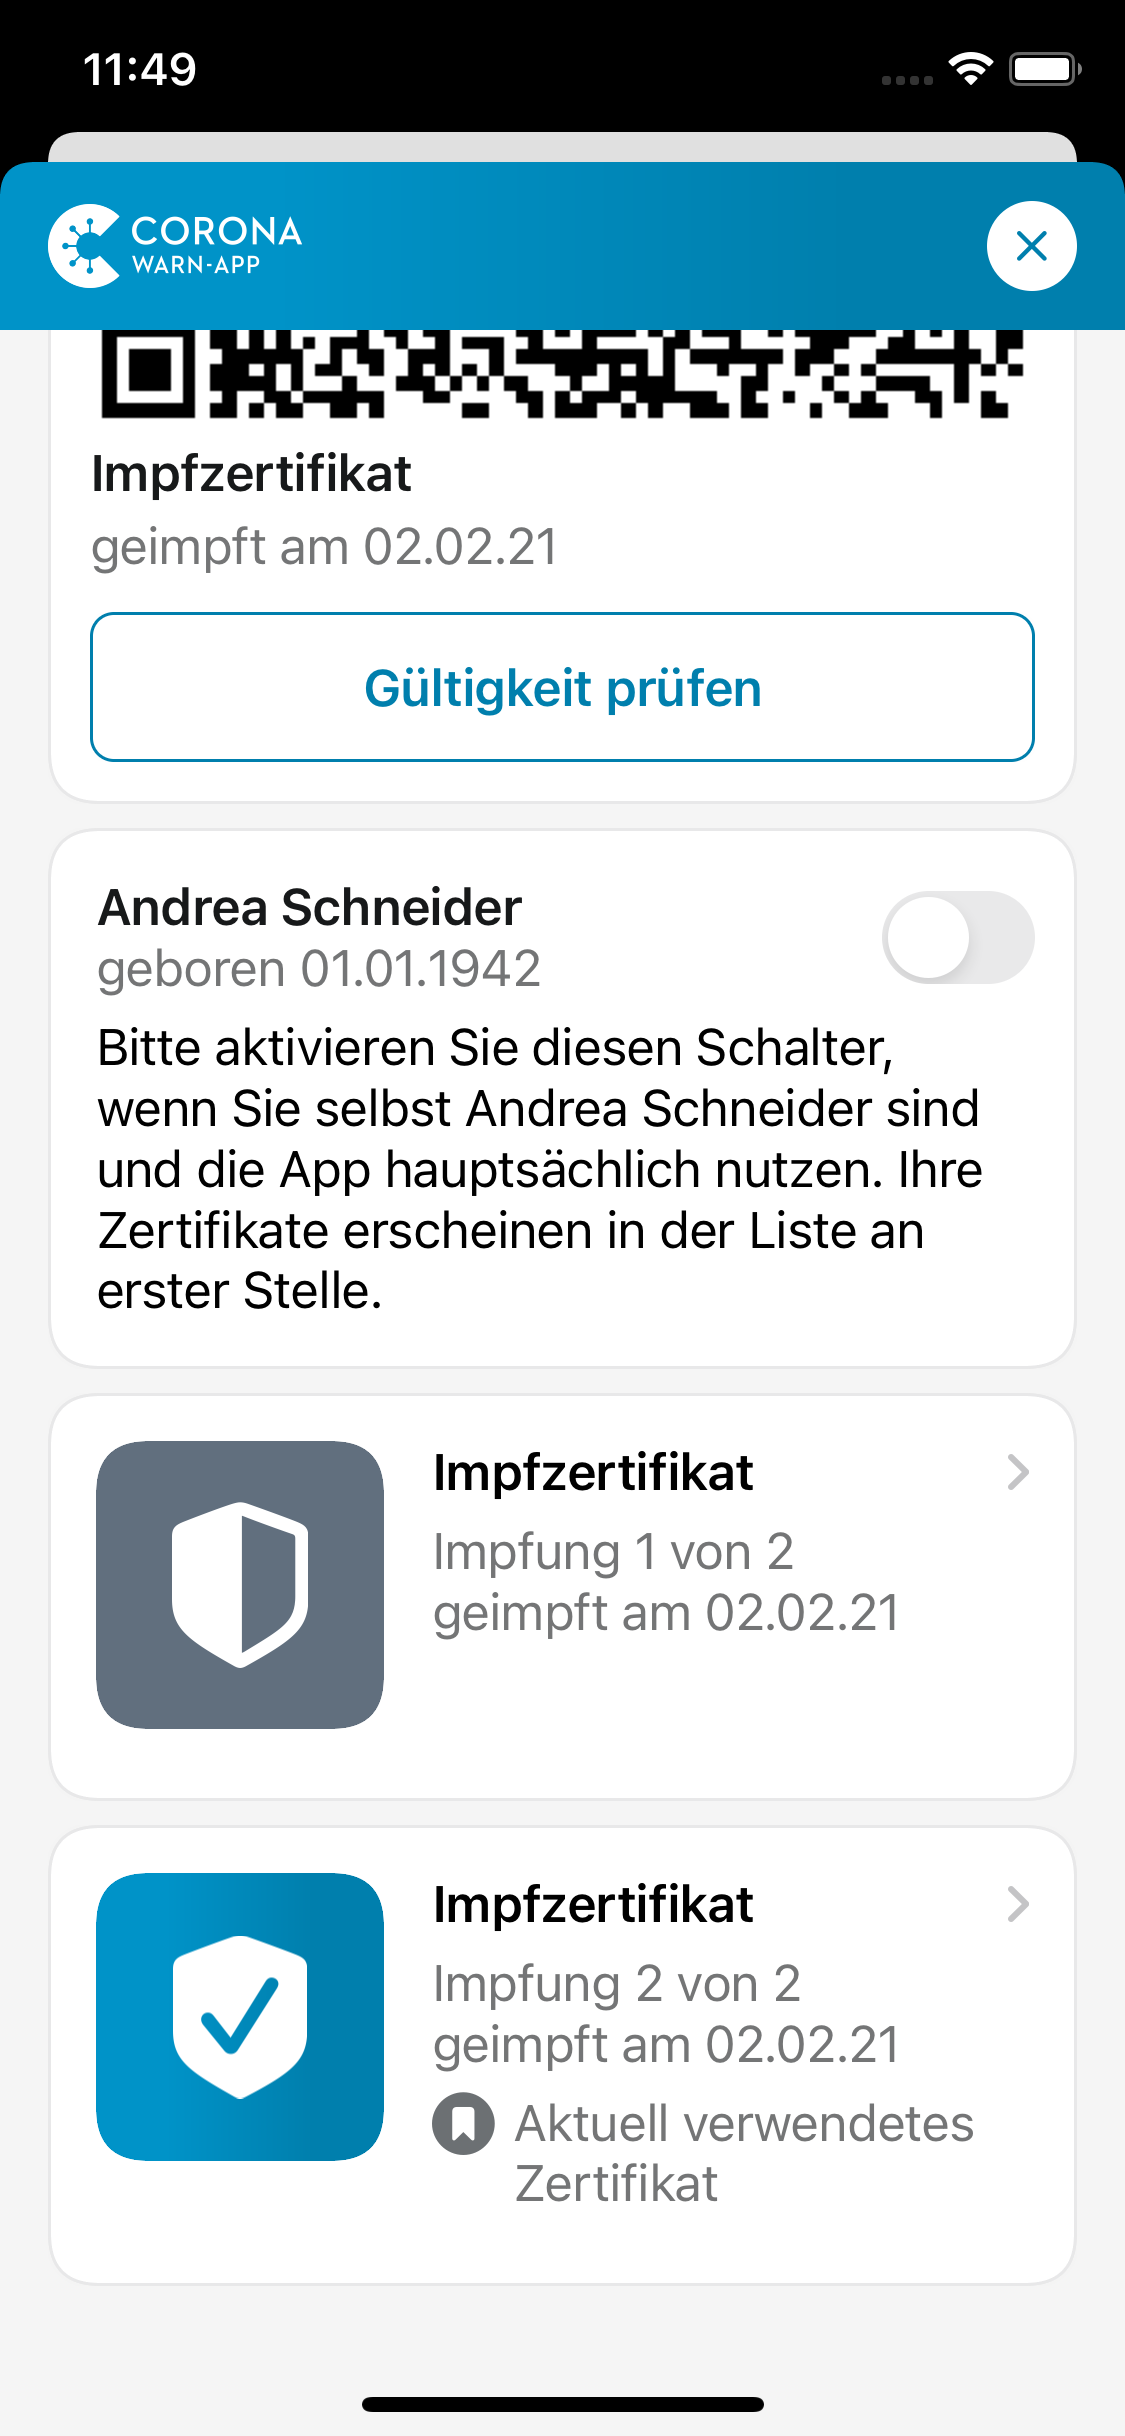 11:49
CORONA
WARN-APP
Impfzertifikat
geimpft am 02.02.21
Gültigkeit prüfen
Andrea Schneider
geboren 01.01.1942
Bitte aktivieren Sie diesen Schalter,
wenn Sie selbst Andrea Schneider sind
und die App hauptsächlich nutzen. Ihre
Zertifikate erscheinen in der Liste an
erster Stelle.
Impfzertifikat
Impfung 1 von 2
geimpft am 02.02.21
Impfzertifikat
Impfung 2 von 2
geimpft am 02.02.21
Aktuell verwendetes
Zertifikat